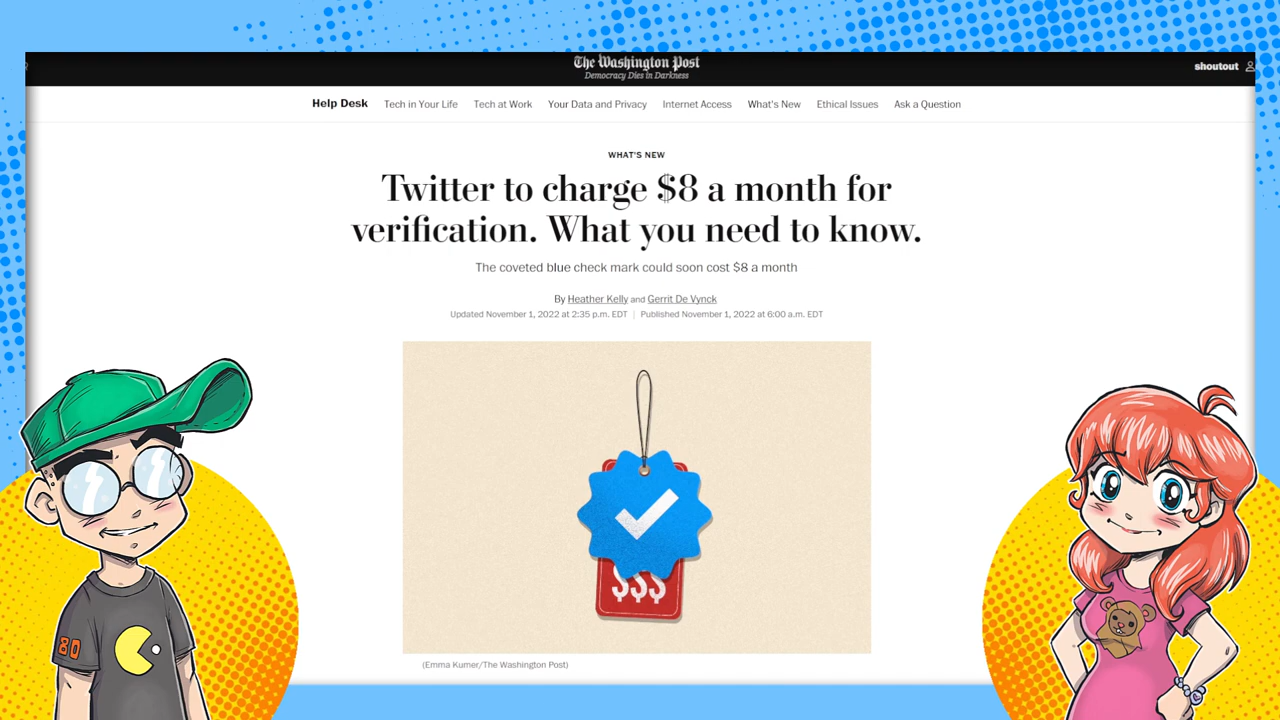 The Washington Post
Democracy Dies in Darkness
shoutout
Help Desk Tech in Your Life Tech at Work Your Data and Privacy Internet Access What's New Ethical Issues Ask a Question
WHAT'S NEW
Twitter to charge $8 a month for
verification. What you need to know.
The coveted blue check mark could soon cost $8 a month
By Heather Kelly and Gerrit De Vynck
Updated November 1, 2022 at 2:35 p.m. EDT | Published November 1, 2022 at 6:00 a.m. EDT
$$$
(Emma Kumer/The Washington Post)
80